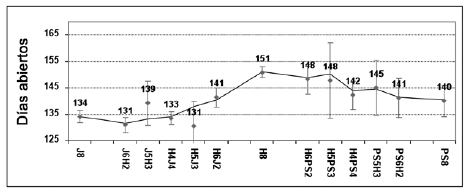 Días abiertos
165
155
145
135
125
134
131
139
133
131
141
151
148
148
142
145
141
140
J8
J6H2
J5H3
H4J4
H5J3
H6J2
H8
H6PS2
H5PS3
H4PS4
PS5H3
PS6H2
PS8